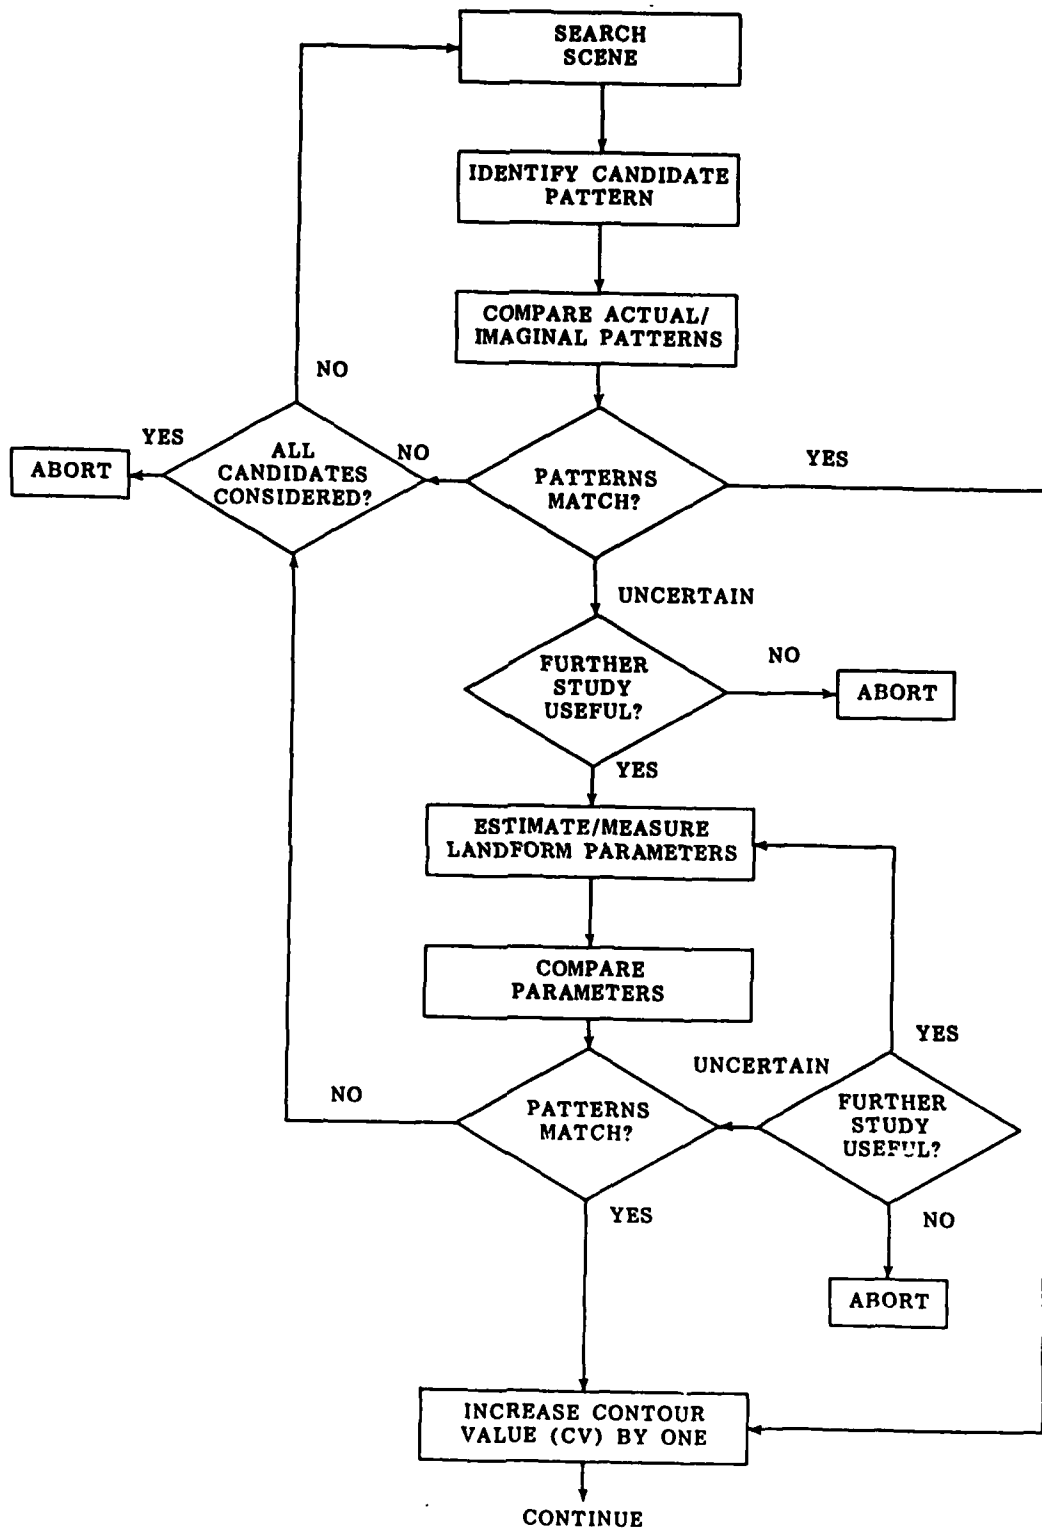 SEARCH
SCENE
IDENTIFY CANDIDATE
PATTERN
COMPARE ACTUAL/
IMAGINAL PATTERNS
NO
YES
ABORT
ALL
CANDIDATES
CONSIDERED?
NO
PATTERNS
MATCH?
YES
UNCERTAIN
FURTHER
STUDY
USEFUL?
NO
ABORT
YES
ESTIMATE/MEASURE
LANDFORM PARAMETERS
COMPARE
PARAMETERS
YES
UNCERTAIN
NO
PATTERNS
MATCH?
FURTHER
STUDY
USEFUL?
YES
NO
ABORT
INCREASE CONTOUR
VALUE (CV) BY ONE
CONTINUE